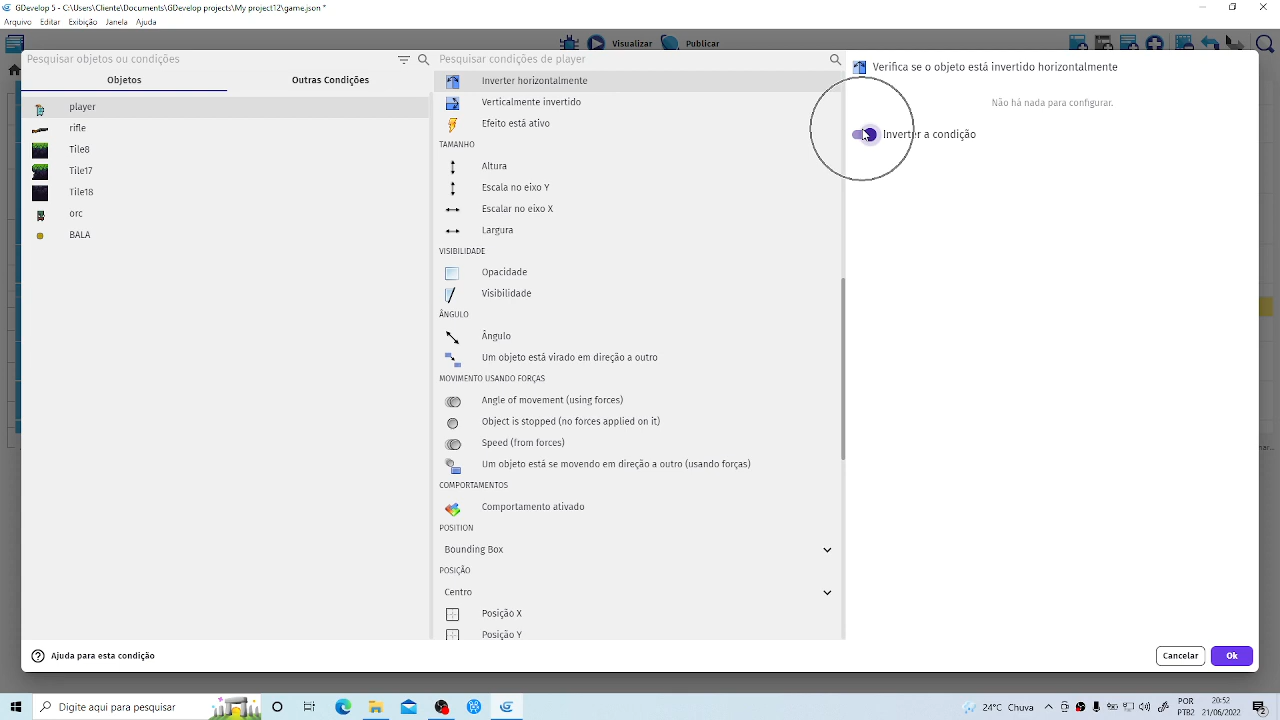 GDevelop 5 - C:\Users\Cliente\Documents\GDevelop projects\My project12\game.json *
Arquivo Editar Exibição Janela Ajuda
Visualizar Publicar
Pesquisar objetos ou Condições
Objetos Outras Condições
player
rifle
Tile8
Tile17
Tile18
orc
BALA
Pesquisar condições de player
Inverter horizontalmente
Verticalmente invertido
Efeito está ativo
TAMANHO
Altura
Escala no eixo Y
Escalar no eixo X
Largura
VISIBILIDADE
Opacidade
Visibilidade
ÂNGULO
Ângulo
Um objeto está virado em direção a outro
MOVIMENTO USANDO FORÇAS
Angle of movement (using forces)
Object is stopped (no forces applied on it)
Speed (from forces)
Um objeto está se movendo em direção a outro (usando forças)
COMPORTAMENTOS
Comportamento ativado
POSITION
Bounding Box
POSIÇÃO
Centro
Posição X
Posição Y
Verifica se o objeto está invertido horizontalmente
Não há nada para configurar.
Inverter a condição
Ajuda para esta condição
Cancelar Ok
Digite aqui para pesquisar
24°C Chuva
POR
PTB2
20:52
21/06/2022
2